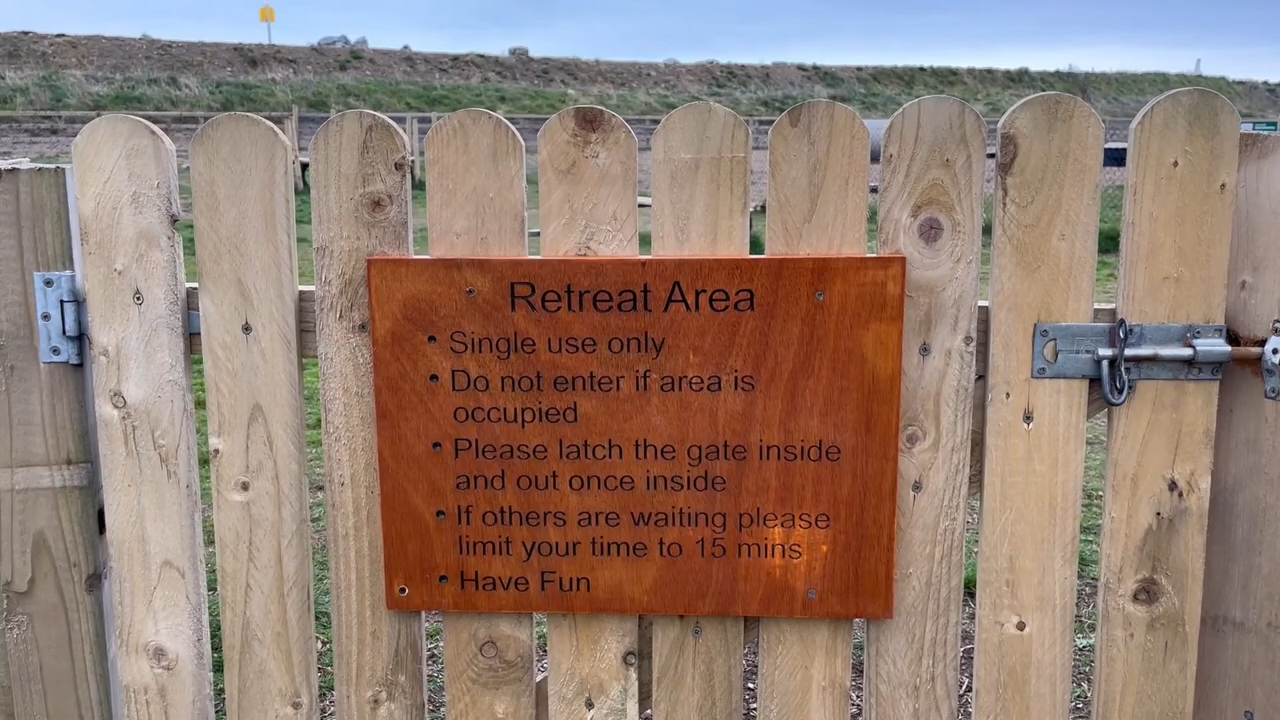 Retreat Area
• Single use only
• Do not enter if area is
occupied
• Please latch the gate inside
and out once inside
• If others are waiting please
limit your time to 15 mins
• Have Fun